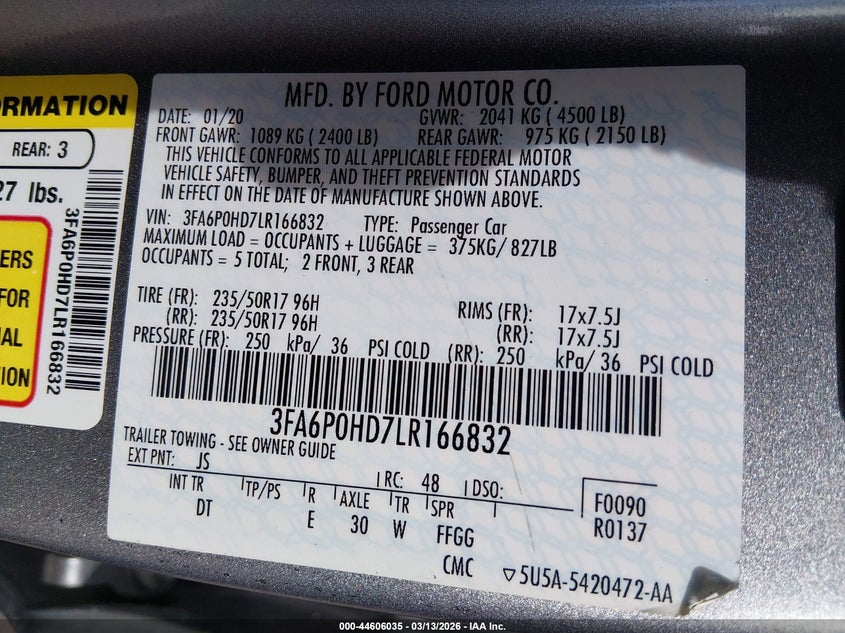 ORMATION
REAR: 3
27 lbs.
ERS
FOR
AL
ION
3FA6P0HD7LR166832
MFD. BY FORD MOTOR CO.
DATE: 01/20 GVWR: 2041 KG ( 4500 LB)
FRONT GAWR: 1089 KG ( 2400 LB) REAR GAWR: 975 KG ( 2150 LB)
THIS VEHICLE CONFORMS TO ALL APPLICABLE FEDERAL MOTOR
VEHICLE SAFETY, BUMPER, AND THEFT PREVENTION STANDARDS
IN EFFECT ON THE DATE OF MANUFACTURE SHOWN ABOVE.
VIN: 3FA6P0HD7LR166832 TYPE: Passenger Car
MAXIMUM LOAD = OCCUPANTS + LUGGAGE = 375KG/ 827LB
OCCUPANTS = 5 TOTAL; 2 FRONT, 3 REAR
TIRE (FR): 235/50R17 96H RIMS (FR): 17x7.5J
(RR): 235/50R17 96H (RR): 17x7.5J
PRESSURE (FR): 250 kPa/ 36 PSI COLD (RR): 250 kPa/ 36 PSI COLD
3FA6P0HD7LR166832
TRAILER TOWING - SEE OWNER GUIDE
EXT PNT: JS RC: 48 DSO:
INT TR TP/PS R AXLE TR SPR
DT E 30 W FFGG
F0090
R0137
CMC ▽5U5A-5420472-AA
000-44606035 - 03/13/2026 - IAA Inc.